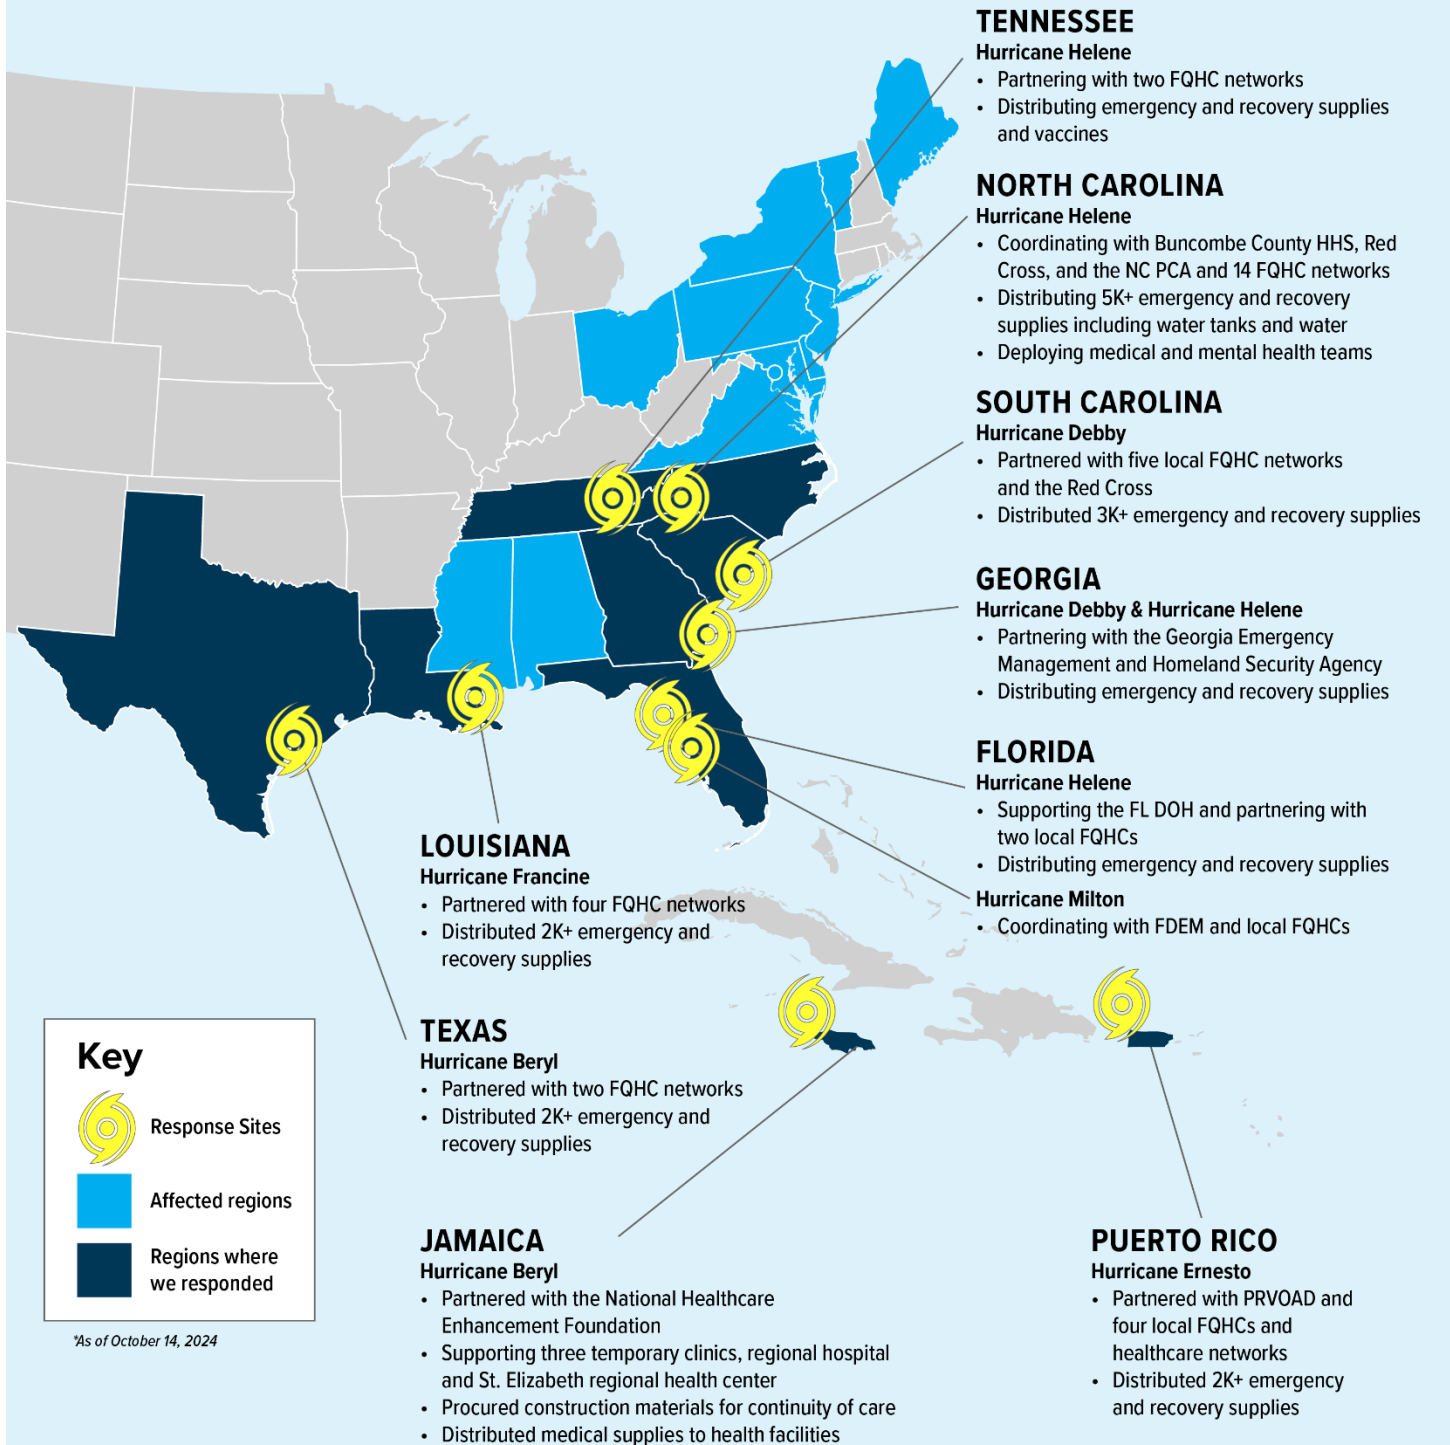 TENNESSEE
Hurricane Helene
• Partnering with two FQHC networks
• Distributing emergency and recovery supplies
and vaccines
NORTH CAROLINA
Hurricane Helene
• Coordinating with Buncombe County HHS, Red
Cross, and the NC PCA and 14 FQHC networks
• Distributing 5K+ emergency and recovery
supplies including water tanks and water
• Deploying medical and mental health teams
SOUTH CAROLINA
Hurricane Debby
• Partnered with five local FQHC networks
and the Red Cross
• Distributed 3K+ emergency and recovery supplies
GEORGIA
Hurricane Debby & Hurricane Helene
• Partnering with the Georgia Emergency
Management and Homeland Security Agency
• Distributing emergency and recovery supplies
FLORIDA
Hurricane Helene
• Supporting the FL DOH and partnering with
two local FQHCs
• Distributing emergency and recovery supplies
Hurricane Milton
• Coordinating with FDEM and local FQHCs
LOUISIANA
Hurricane Francine
• Partnered with four FQHC networks
• Distributed 2K+ emergency and
recovery supplies
TEXAS
Hurricane Beryl
• Partnered with two FQHC networks
• Distributed 2K+ emergency and
recovery supplies
Key
Response Sites
Affected regions
Regions where
we responded
*As of October 14, 2024
JAMAICA
Hurricane Beryl
• Partnered with the National Healthcare
Enhancement Foundation
• Supporting three temporary clinics, regional hospital
and St. Elizabeth regional health center
• Procured construction materials for continuity of care
• Distributed medical supplies to health facilities
PUERTO RICO
Hurricane Ernesto
• Partnered with PRVOAD and
four local FQHCs and
healthcare networks
• Distributed 2K+ emergency
and recovery supplies